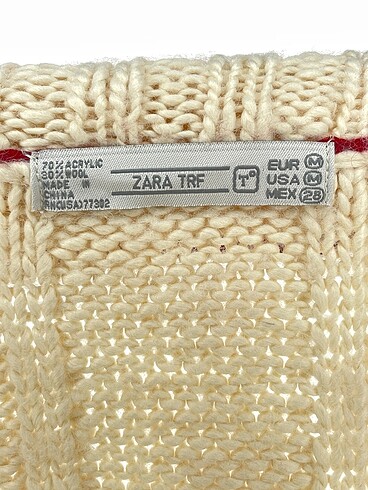 70% ACRYLIC
30% WOOL
MADE IN
CHINA
RN(USA)77302
ZARA TRF
T
EUR M
USA M
MEX 28